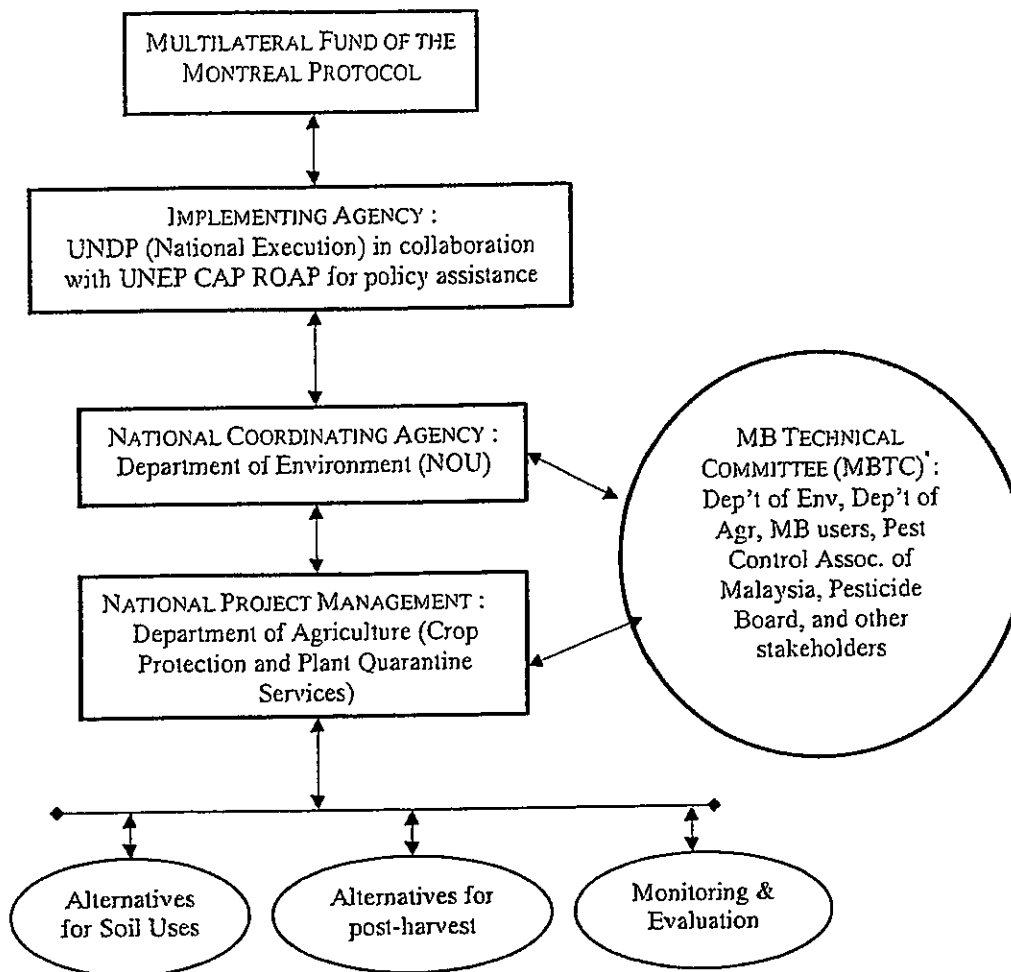 MULTILATERAL FUND OF THE
MONTREAL PROTOCOL
IMPLEMENTING AGENCY :
UNDP (National Execution) in collaboration
with UNEP CAP ROAP for policy assistance
NATIONAL COORDINATING AGENCY :
Department of Environment (NOU)
MB TECHNICAL
COMMITTEE (MBTC)*:
Dep't of Env, Dep't of
Agr, MB users, Pest
Control Assoc. of
Malaysia, Pesticide
Board, and other
stakeholders
NATIONAL PROJECT MANAGEMENT :
Department of Agriculture (Crop
Protection and Plant Quarantine
Services)
Alternatives
for Soil Uses
Alternatives for
post-harvest
Monitoring &
Evaluation